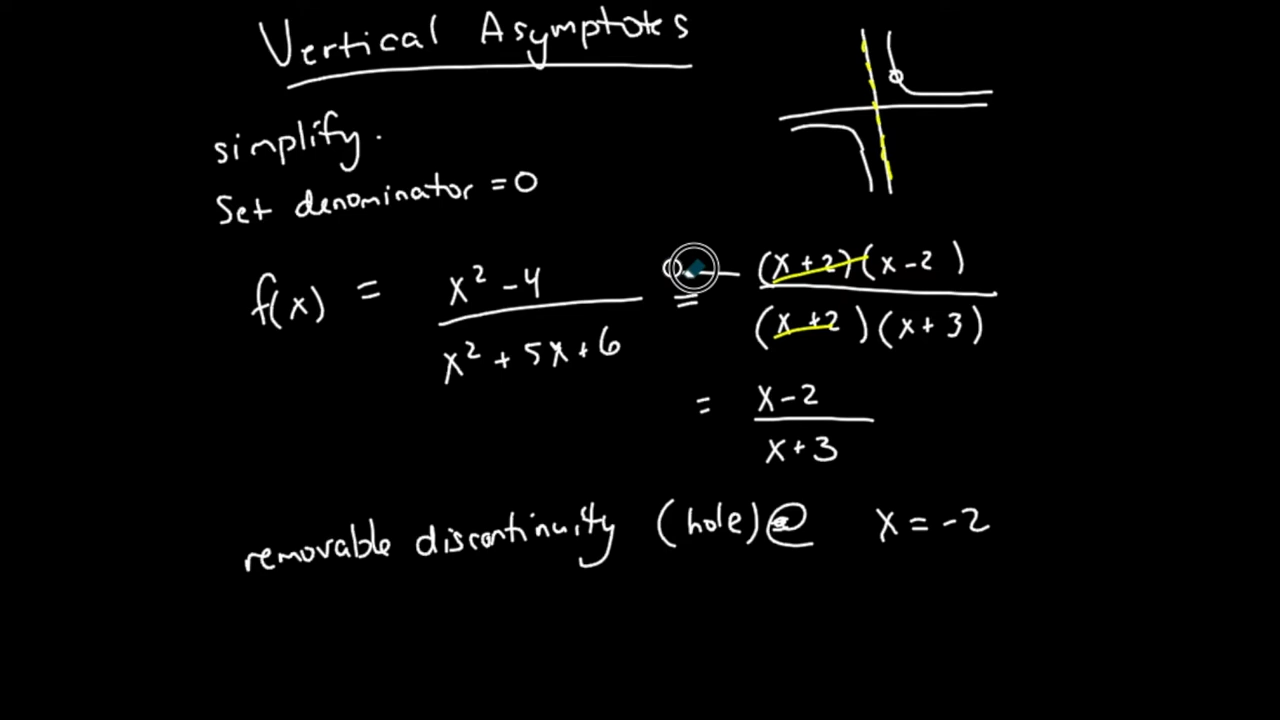 Vertical Asymptotes
simplify.
Set denominator = 0
f(x) = x² - 4 / x² + 5x + 6 = (x + 2)(x - 2) / (x + 2)(x + 3)
= x - 2 / x + 3
removable discontinuity (hole) @ x = -2